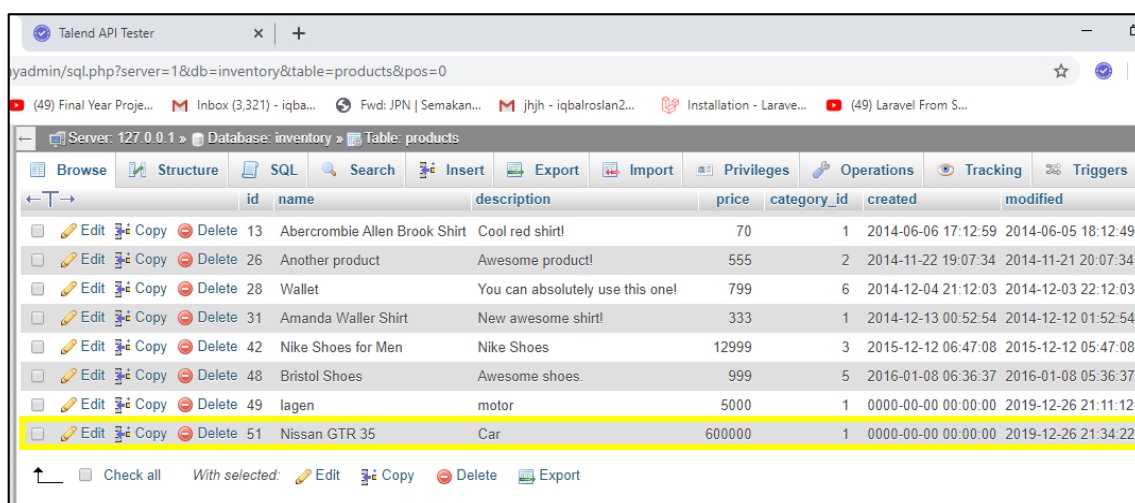 Talend API Tester × +
yadmin/sql.php?server=1&db=inventory&table=products&pos=0
(49) Final Year Proje... Inbox (3,321) - iqba... Fwd: JPN | Semakan... jhjh - iqbalroslan2... Installation - Larave... (49) Laravel From S...
Server: 127.0.0.1 » Database: inventory » Table: products
Browse Structure SQL Search Insert Export Import Privileges Operations Tracking Triggers
←T→ id name description price category_id created modified
Edit Copy Delete 13 Abercrombie Allen Brook Shirt Cool red shirt! 70 1 2014-06-06 17:12:59 2014-06-05 18:12:49
Edit Copy Delete 26 Another product Awesome product! 555 2 2014-11-22 19:07:34 2014-11-21 20:07:34
Edit Copy Delete 28 Wallet You can absolutely use this one! 799 6 2014-12-04 21:12:03 2014-12-03 22:12:03
Edit Copy Delete 31 Amanda Waller Shirt New awesome shirt! 333 1 2014-12-13 00:52:54 2014-12-12 01:52:54
Edit Copy Delete 42 Nike Shoes for Men Nike Shoes 12999 3 2015-12-12 06:47:08 2015-12-12 05:47:08
Edit Copy Delete 48 Bristol Shoes Awesome shoes. 999 5 2016-01-08 06:36:37 2016-01-08 05:36:37
Edit Copy Delete 49 lagen motor 5000 1 0000-00-00 00:00:00 2019-12-26 21:11:12
Edit Copy Delete 51 Nissan GTR 35 Car 600000 1 0000-00-00 00:00:00 2019-12-26 21:34:22
Check all With selected: Edit Copy Delete Export